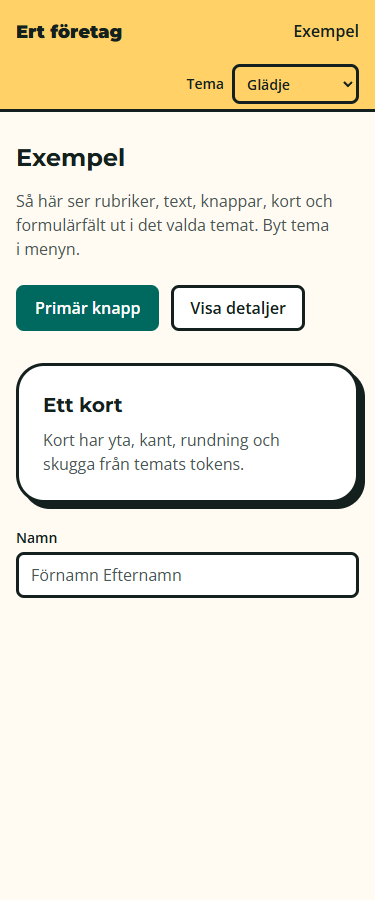 Ert företag
Exempel
Tema
Glädje
Exempel
Så här ser rubriker, text, knappar, kort och
formulärfält ut i det valda temat. Byt tema
i menyn.
Primär knapp
Visa detaljer
Ett kort
Kort har yta, kant, rundning och
skugga från temats tokens.
Namn
Förnamn Efternamn